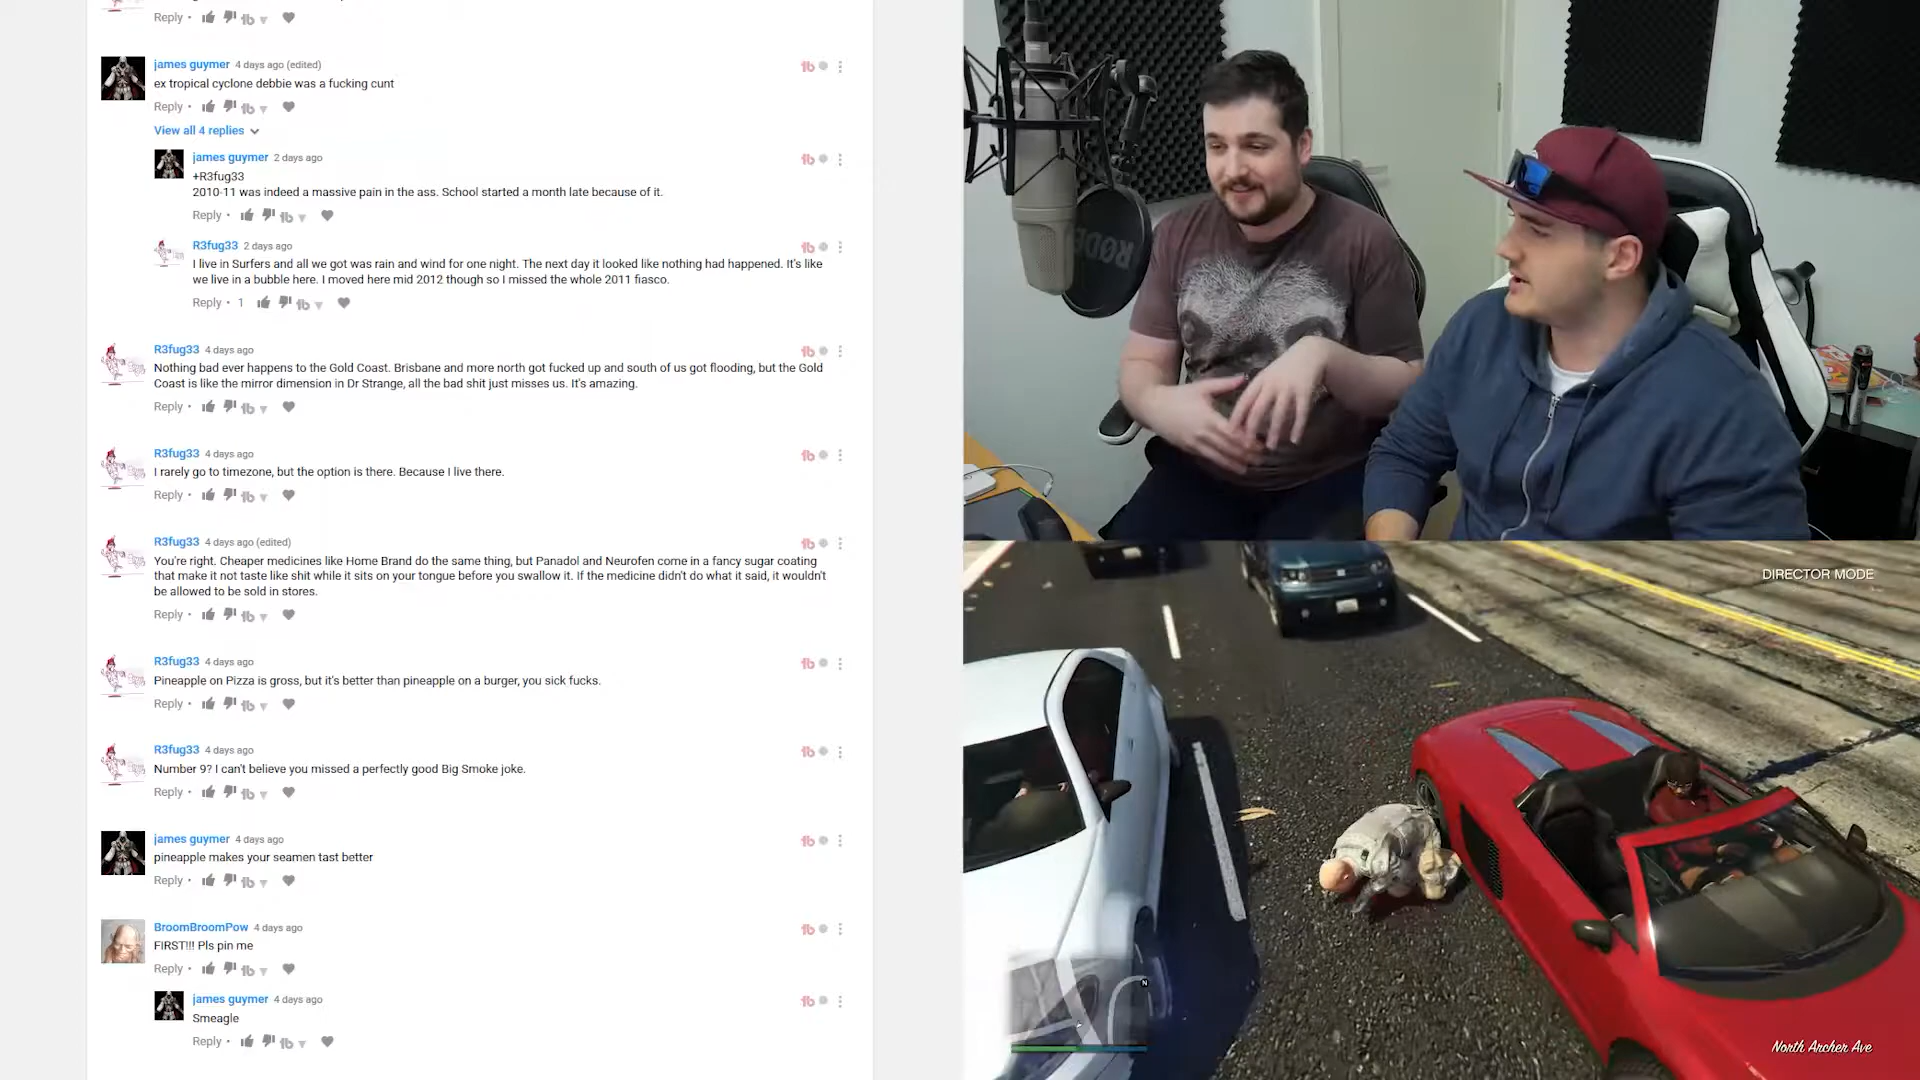 Reply •
james guymer 4 days ago (edited)
ex tropical cyclone debbie was a fucking cunt
Reply •
View all 4 replies
james guymer 2 days ago
+R3fug33
2010-11 was indeed a massive pain in the ass. School started a month late because of it.
Reply •
R3fug33 2 days ago
I live in Surfers and all we got was rain and wind for one night. The next day it looked like nothing had happened. It's like
we live in a bubble here. I moved here mid 2012 though so I missed the whole 2011 fiasco.
Reply • 1
R3fug33 4 days ago
Nothing bad ever happens to the Gold Coast. Brisbane and more north got fucked up and south of us got flooding, but the Gold
Coast is like the mirror dimension in Dr Strange, all the bad shit just misses us. It's amazing.
Reply •
R3fug33 4 days ago
I rarely go to timezone, but the option is there. Because I live there.
Reply •
R3fug33 4 days ago (edited)
You're right. Cheaper medicines like Home Brand do the same thing, but Panadol and Neurofen come in a fancy sugar coating
that make it not taste like shit while it sits on your tongue before you swallow it. If the medicine didn't do what it said, it wouldn't
be allowed to be sold in stores.
Reply •
R3fug33 4 days ago
Pineapple on Pizza is gross, but it's better than pineapple on a burger, you sick fucks.
Reply •
R3fug33 4 days ago
Number 9? I can't believe you missed a perfectly good Big Smoke joke.
Reply •
james guymer 4 days ago
pineapple makes your seamen tast better
Reply •
BroomBroomPow 4 days ago
FIRST!!! Pls pin me
Reply •
james guymer 4 days ago
Smeagle
Reply •
RØDE
DIRECTOR MODE
N
North Archer Ave